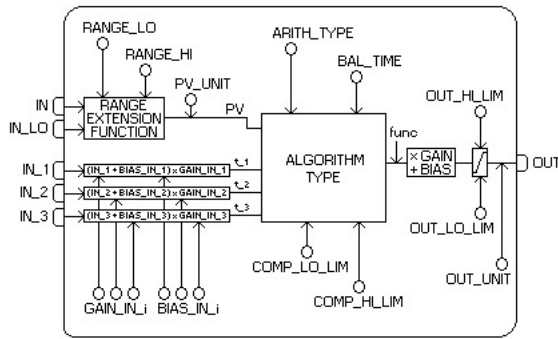 RANGE_LO
RANGE_HI
PV_UNIT
ARITH_TYPE
BAL_TIME
OUT_HI_LIM
IN
IN_LO
RANGE
EXTENSION
FUNCTION
PV
func
ALGORITHM
TYPE
× GAIN
+ BIAS
OUT
IN_1
(IN_1 + BIAS_IN_1) × GAIN_IN_1
t_1
IN_2
(IN_2 + BIAS_IN_2) × GAIN_IN_2
t_2
IN_3
(IN_3 + BIAS_IN_3) × GAIN_IN_3
t_3
OUT_LO_LIM
COMP_LO_LIM
OUT_UNIT
COMP_HI_LIM
GAIN_IN_i
BIAS_IN_i